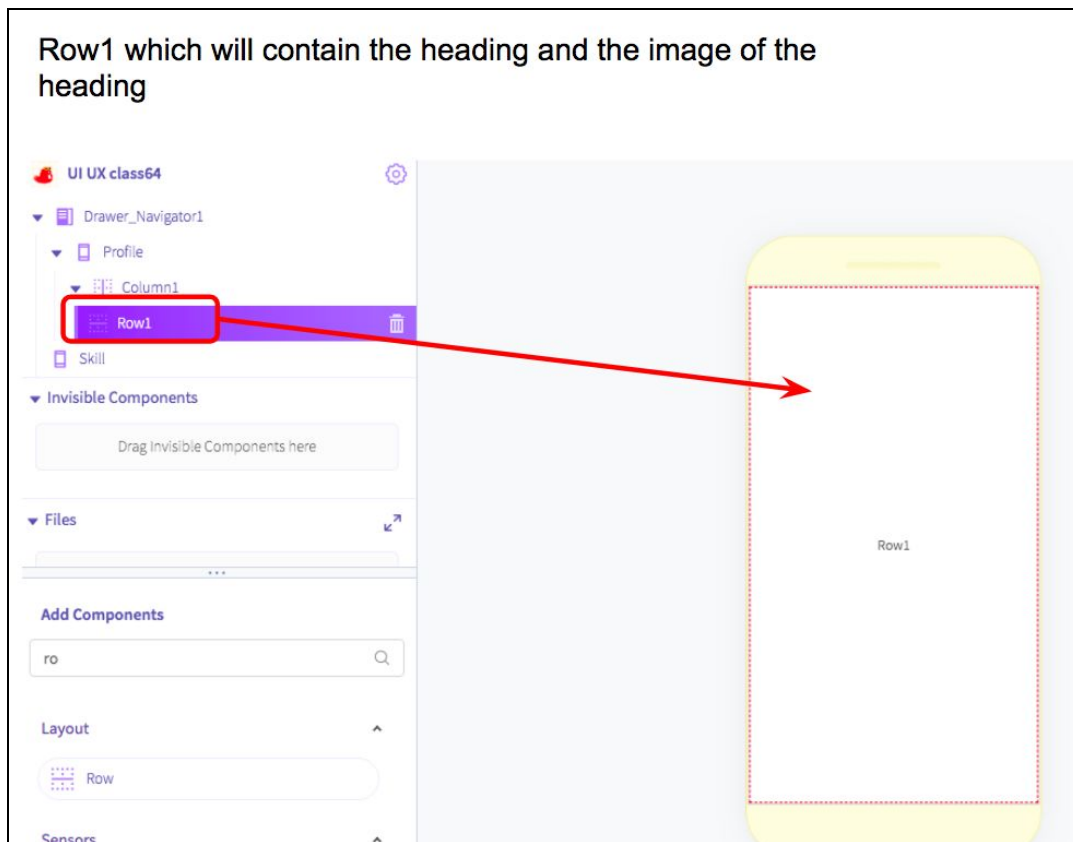 Row1 which will contain the heading and the image of the
heading
UI UX class64
Drawer_Navigator1
Profile
Column1
Row1
Skill
Invisible Components
Drag Invisible Components here
Files
Row1
Add Components
ro
Layout
Row
Sensors